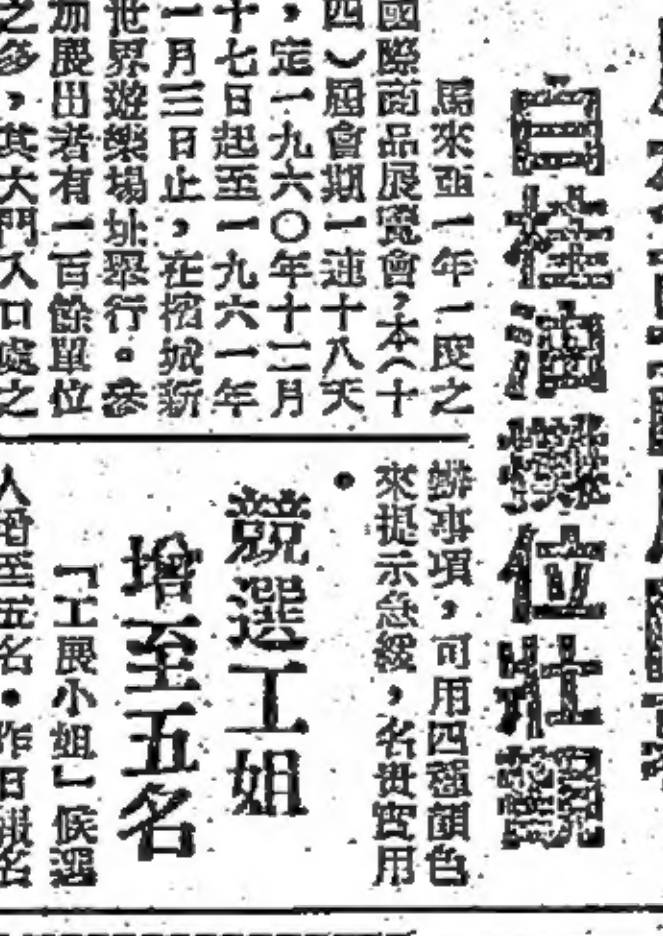 白桂油攤位壯觀
馬來亞一年一度之
國際商品展覽會，本（十
四）屆會期一連十八天
，定一九六〇年十二月
十七日起至一九六一年
一月三日止，在檳城新
世界遊樂場址舉行。參
加展出者有一百餘單位
之多，其大門入口處之
辦事項，可用四種顏色
來提示急緩，名貴實用
。
競選工姐
增至五名
「工展小姐」候選
人增至五名。昨日報名